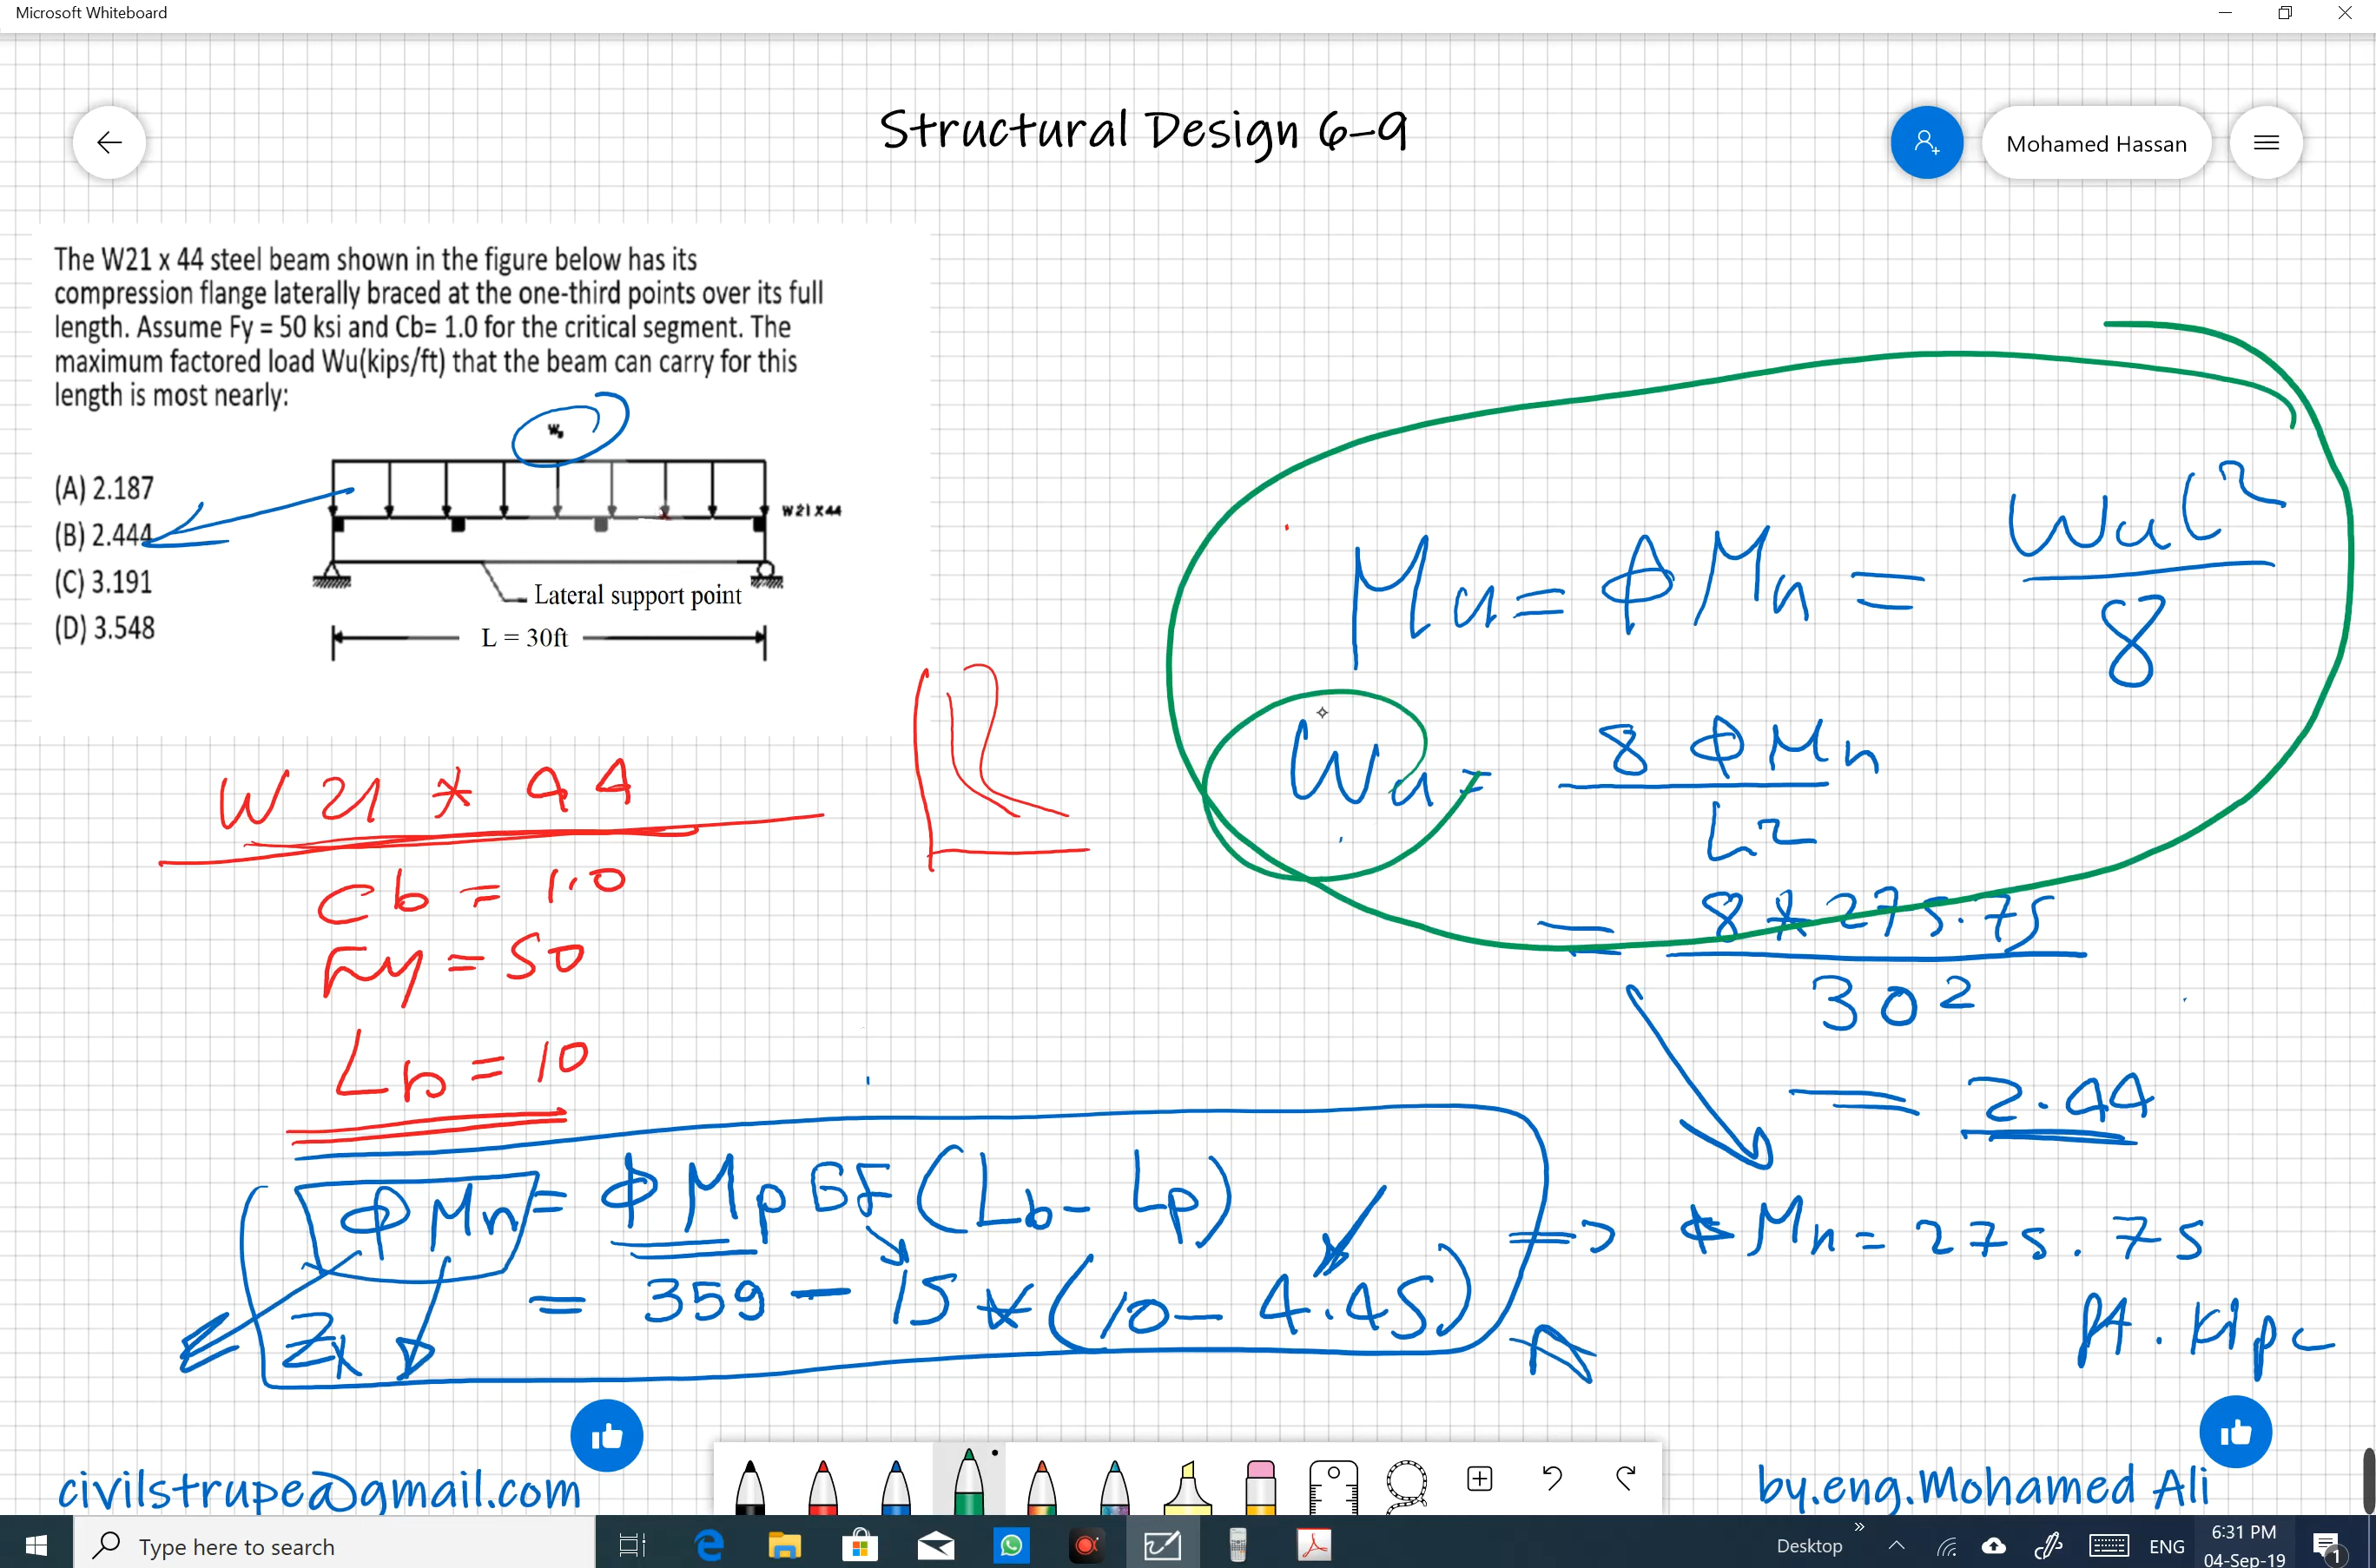 Microsoft Whiteboard
Structural Design 6-9
Mohamed Hassan
The W21 x 44 steel beam shown in the figure below has its
compression flange laterally braced at the one-third points over its full
length. Assume Fy = 50 ksi and Cb= 1.0 for the critical segment. The
maximum factored load Wu(kips/ft) that the beam can carry for this
length is most nearly:
(A) 2.187
(B) 2.444
(C) 3.191
(D) 3.548
Wu
W21X44
Lateral support point
L = 30ft
Mu = ΦMn = WuL²/8
Wu = 8 ΦMn / L2
= 8*275.75 / 30²
= 2.44
W 21 * 44
Cb = 1.0
Fy = 50
Lb = 10
ΦMn = ΦMp BF (Lb - Lp)
= 359 - 15 * (10 - 4.45)
Zx
=> ΦMn = 275.75
ft. kips
civilstrupe@gmail.com
by.eng.Mohamed Ali
Type here to search
Desktop
ENG
6:31 PM
04-Sep-19
1